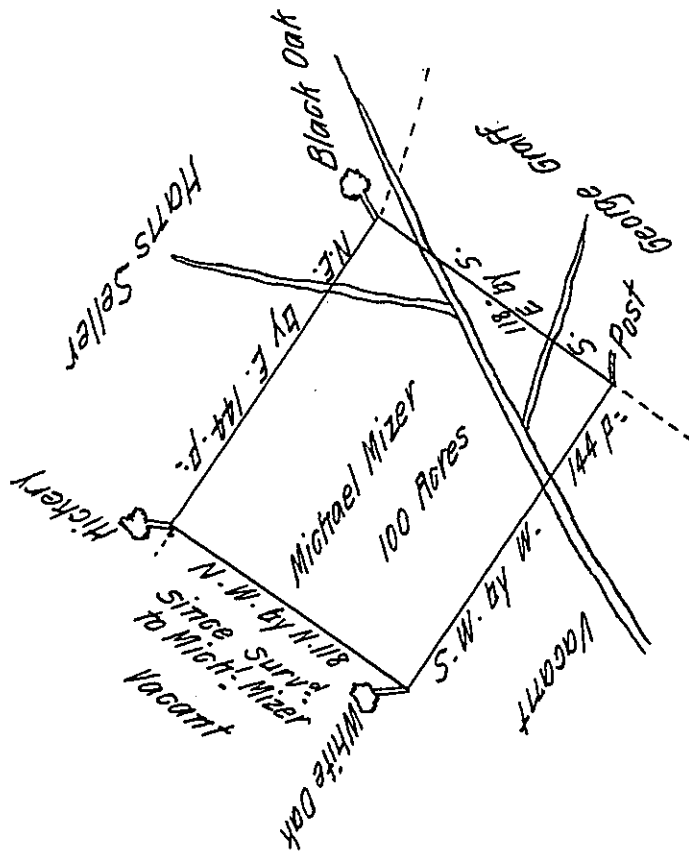 Black Oak
George Graff
Hans Seller
N.E. by E. 144 p:
S. E by S. 118.
Post
Michael Mizer
100 Acres
Hickery
N.W. by N. 118
since Surv:d
to Mich! Mizer
Vacant
White Oak
S.W. by W. 144 p=
Vacant